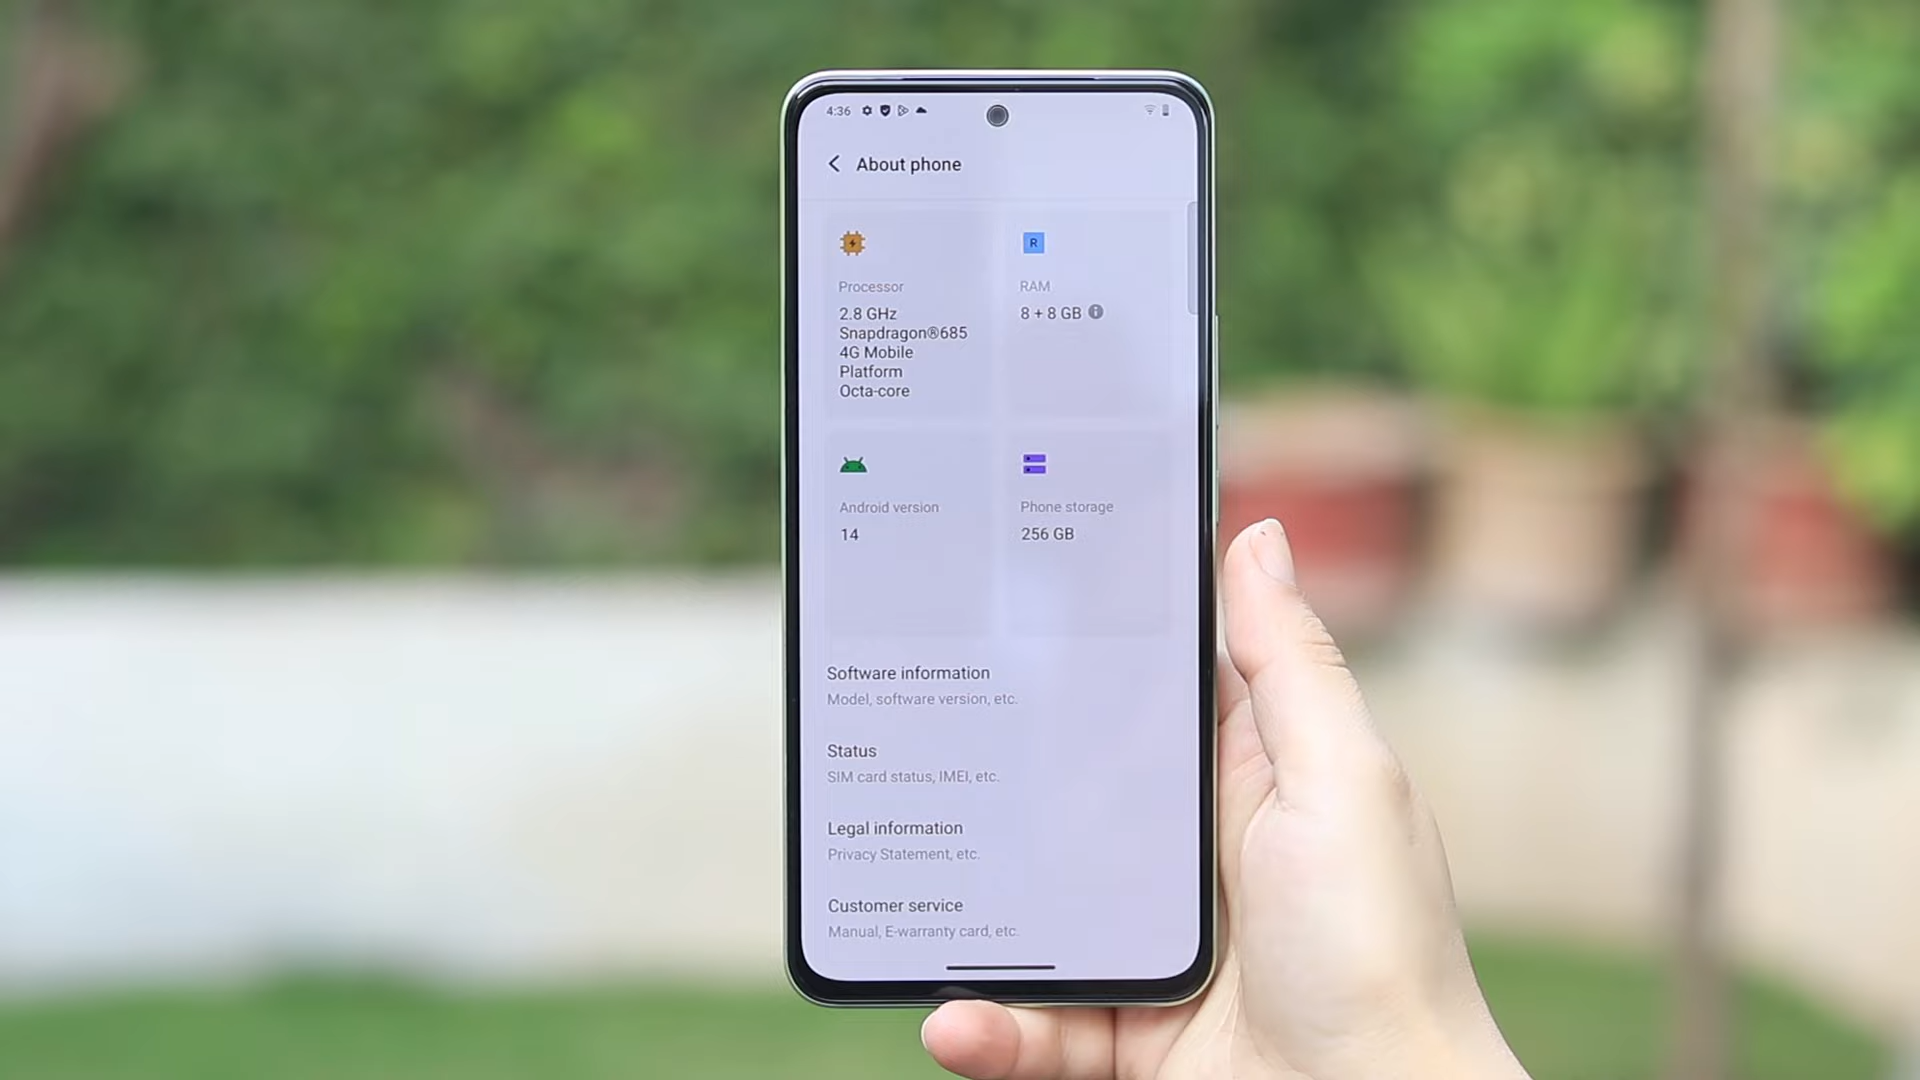 4:36
About phone
R
Processor
2.8 GHz
Snapdragon®685
4G Mobile
Platform
Octa-core
RAM
8 + 8 GB
Android version
14
Phone storage
256 GB
Software information
Model, software version, etc.
Status
SIM card status, IMEI, etc.
Legal information
Privacy Statement, etc.
Customer service
Manual, E-warranty card, etc.